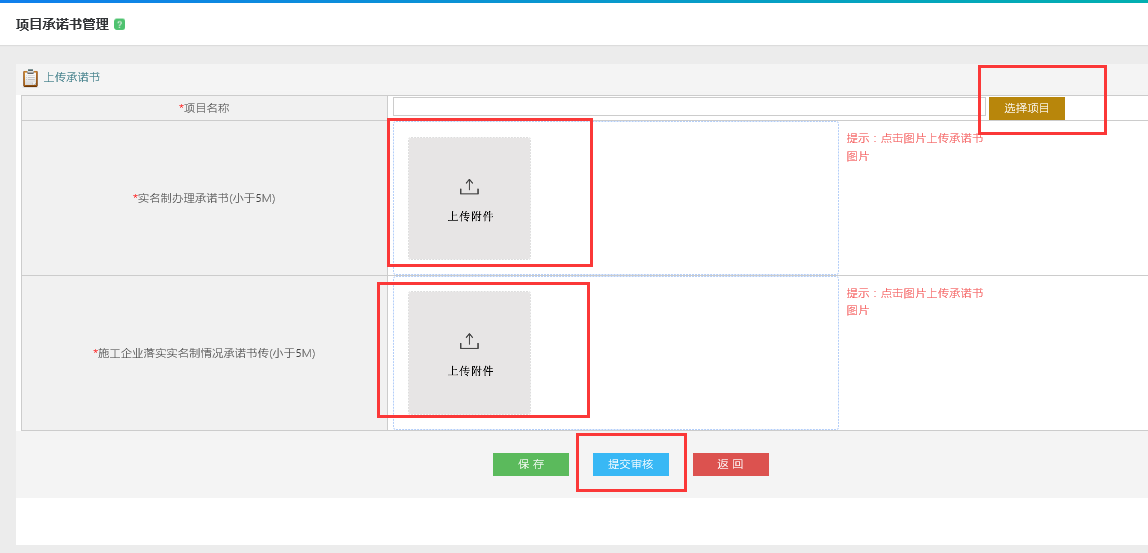 项目承诺书管理 ?
上传承诺书
*项目名称
选择项目
*实名制办理承诺书(小于5M)
上传附件
提示：点击图片上传承诺书
图片
*施工企业落实实名制情况承诺书传(小于5M)
上传附件
提示：点击图片上传承诺书
图片
保 存
提交审核
返 回